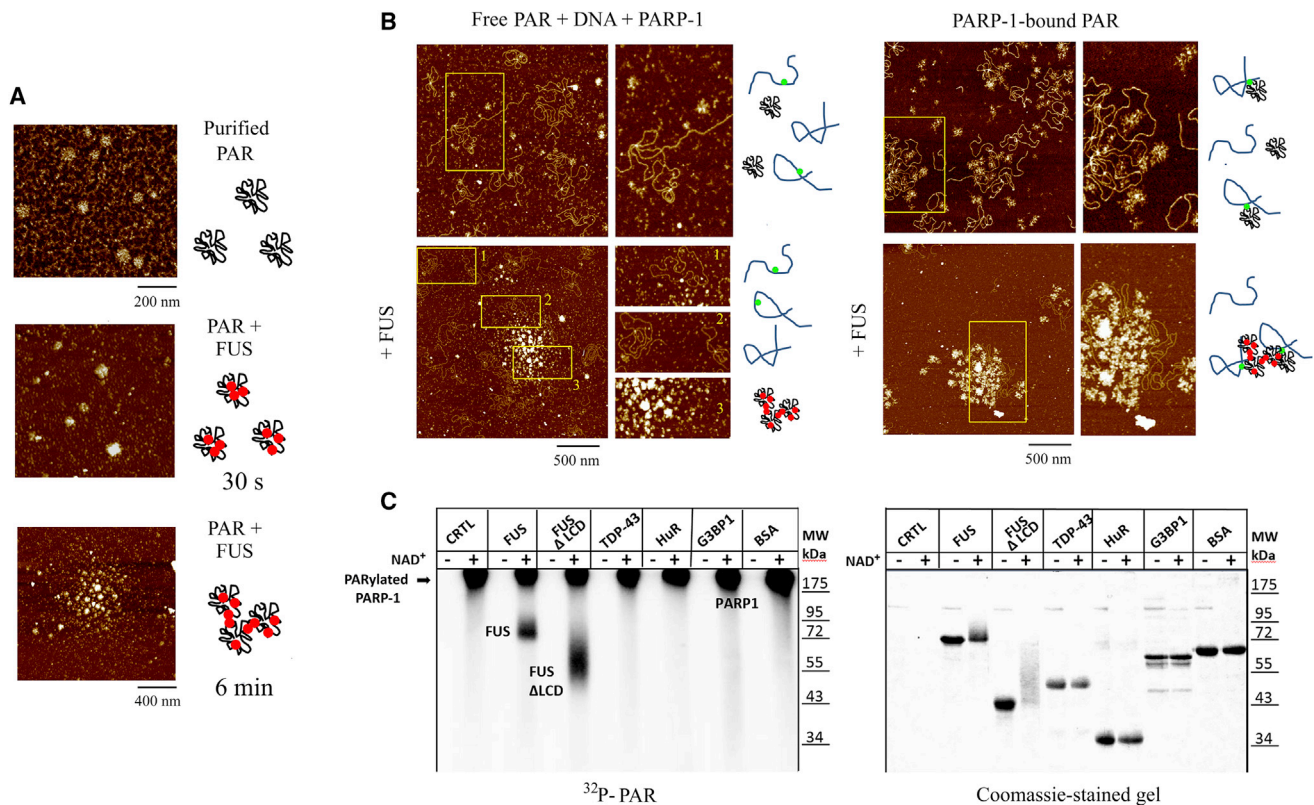 A
Purified
PAR
200 nm
PAR +
FUS
30 s
PAR +
FUS
6 min
400 nm
B
Free PAR + DNA + PARP-1
PARP-1-bound PAR
+ FUS
1
2
3
1
2
3
500 nm
+ FUS
500 nm
C
CRTL
FUS
FUS
Δ LCD
TDP-43
HuR
G3BP1
BSA
MW
kDa
NAD+ - + - + - + - + - + - + - +
PARylated
PARP-1
175
PARP1
95
FUS
72
FUS
ΔLCD
55
43
34
32P- PAR
CRTL
FUS
FUS
Δ LCD
TDP-43
HuR
G3BP1
BSA
MW
kDa
NAD+ - + - + - + - + - + - + - +
175
95
72
55
43
34
Coomassie-stained gel